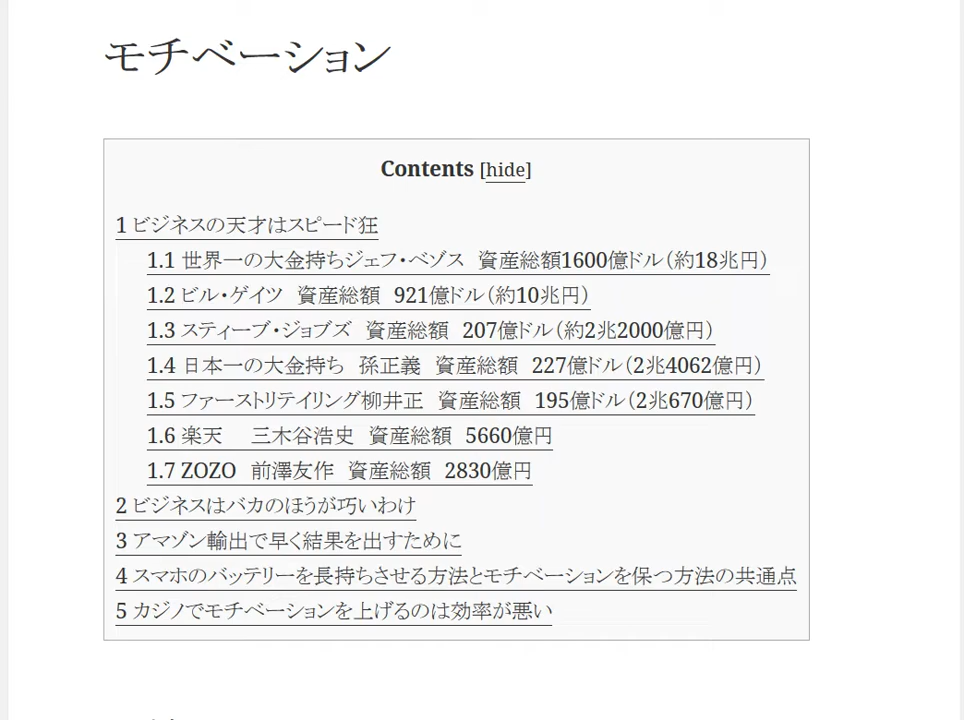 モチベーション
Contents [hide]
1 ビジネスの天才はスピード狂
1.1 世界一の大金持ちジェフ・ベゾス　資産総額1600億ドル（約18兆円）
1.2 ビル・ゲイツ　資産総額　921億ドル（約10兆円）
1.3 スティーブ・ジョブズ　資産総額　207億ドル（約2兆2000億円）
1.4 日本一の大金持ち　孫正義　資産総額　227億ドル（2兆4062億円）
1.5 ファーストリテイリング柳井正　資産総額　195億ドル（2兆670億円）
1.6 楽天　三木谷浩史　資産総額　5660億円
1.7 ZOZO　前澤友作　資産総額　2830億円
2 ビジネスはバカのほうが巧いわけ
3 アマゾン輸出で早く結果を出すために
4 スマホのバッテリーを長持ちさせる方法とモチベーションを保つ方法の共通点
5 カジノでモチベーションを上げるのは効率が悪い